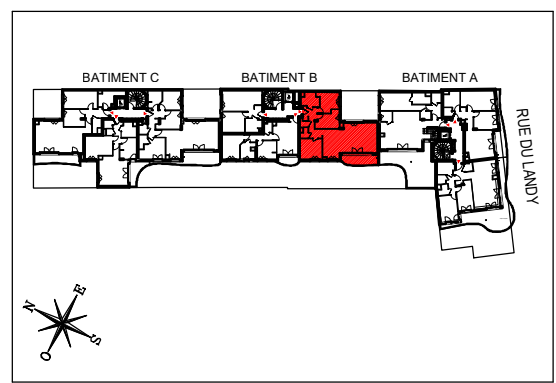 BATIMENT C
BATIMENT B
BATIMENT A
RUE DU LANDY
N
E
S
O